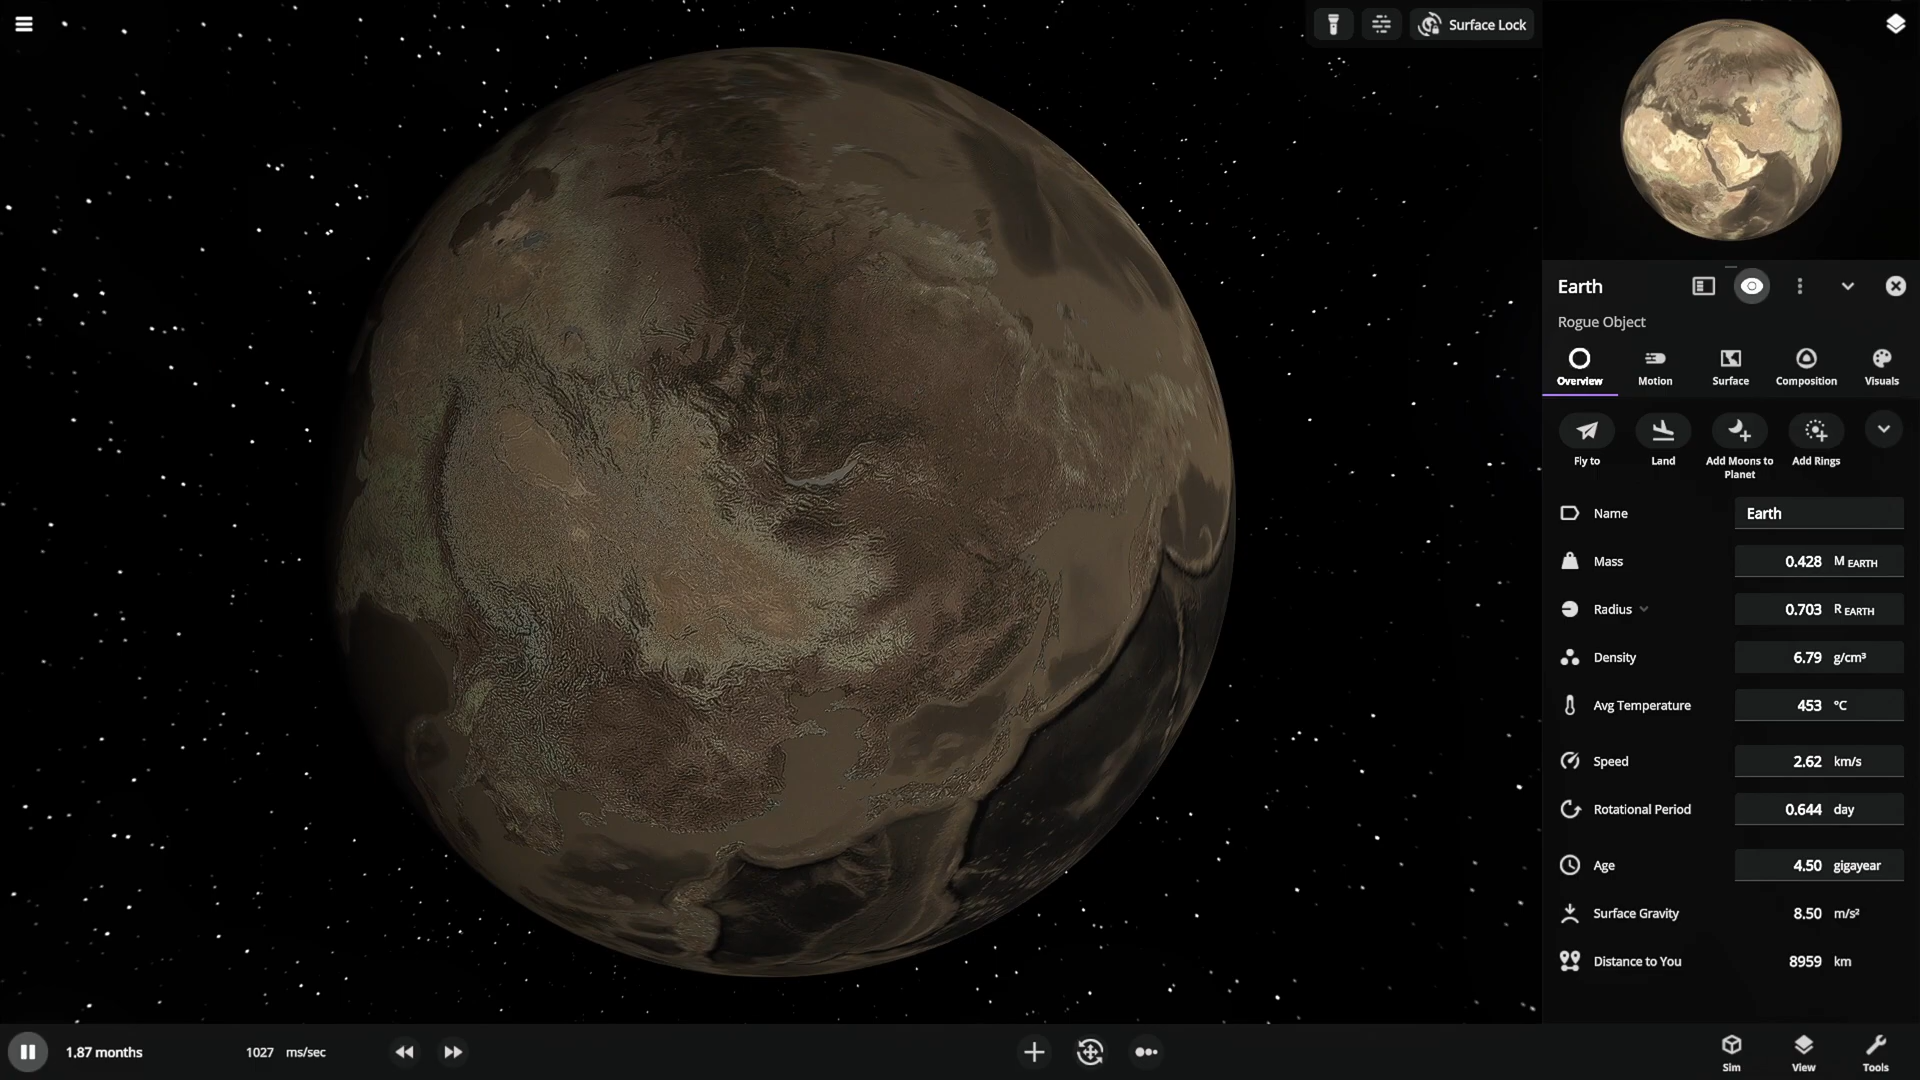 Surface Lock
Earth
Rogue Object
Overview
Motion
Surface
Composition
Visuals
Fly to
Land
Add Moons to
Planet
Add Rings
Name Earth
Mass 0.428 M EARTH
Radius 0.703 R EARTH
Density 6.79 g/cm³
Avg Temperature 453 °C
Speed 2.62 km/s
Rotational Period 0.644 day
Age 4.50 gigayear
Surface Gravity 8.50 m/s²
Distance to You 8959 km
1.87 months
1027 ms/sec
Sim
View
Tools